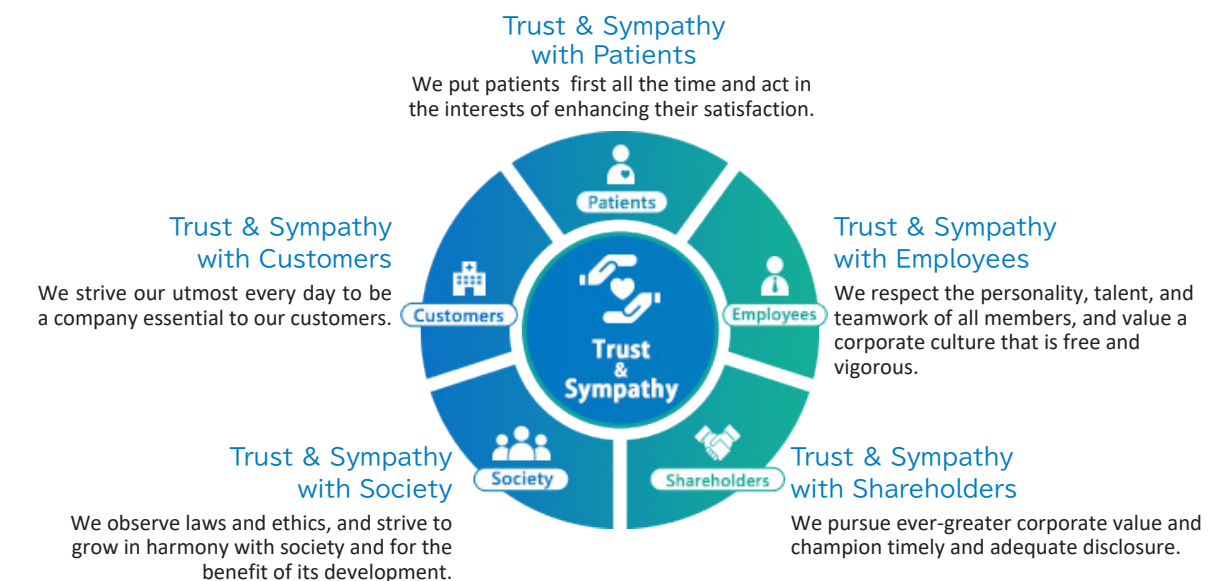 Trust & Sympathy
with Patients
We put patients  first all the time and act in
the interests of enhancing their satisfaction.
Patients
Trust & Sympathy
with Customers
We strive our utmost every day to be
a company essential to our customers.
Customers
Trust & Sympathy
with Employees
We respect the personality, talent, and
teamwork of all members, and value a
corporate culture that is free and
vigorous.
Employees
Trust
&
Sympathy
Trust & Sympathy
with Society
We observe laws and ethics, and strive to
grow in harmony with society and for the
benefit of its development.
Society
Shareholders
Trust & Sympathy
with Shareholders
We pursue ever-greater corporate value and
champion timely and adequate disclosure.